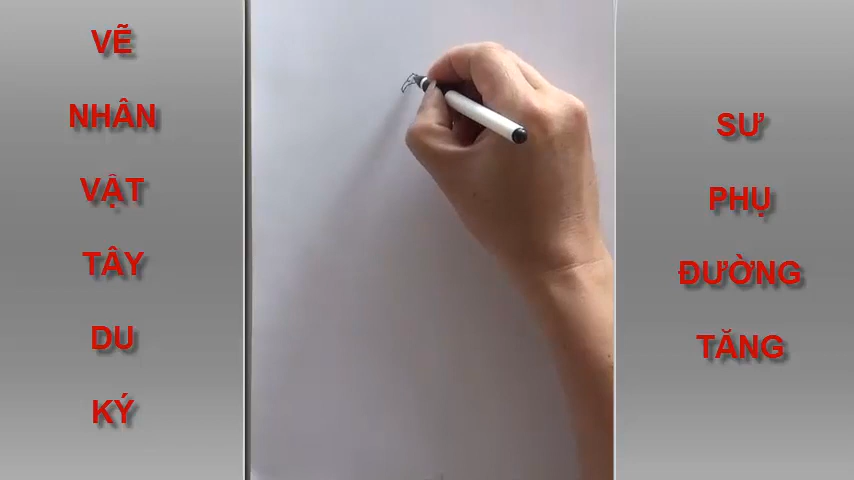 VẼ
NHÂN
VẬT
TÂY
DU
KÝ
SƯ
PHỤ
ĐƯỜNG
TĂNG